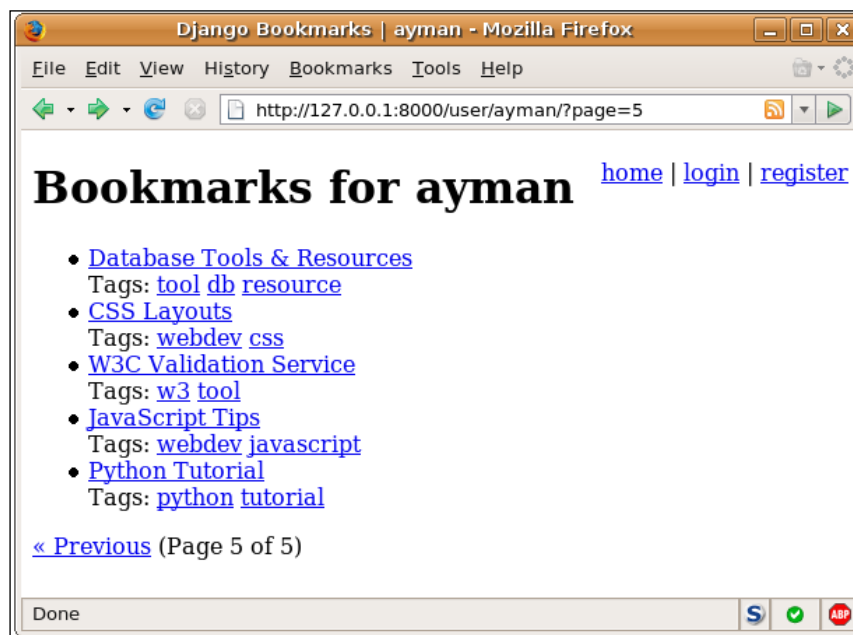 Django Bookmarks | ayman - Mozilla Firefox
File Edit View History Bookmarks Tools Help
http://127.0.0.1:8000/user/ayman/?page=5
home | login | register
Bookmarks for ayman
Database Tools & Resources
Tags: tool db resource
CSS Layouts
Tags: webdev css
W3C Validation Service
Tags: w3 tool
JavaScript Tips
Tags: webdev javascript
Python Tutorial
Tags: python tutorial
« Previous (Page 5 of 5)
Done S ABP